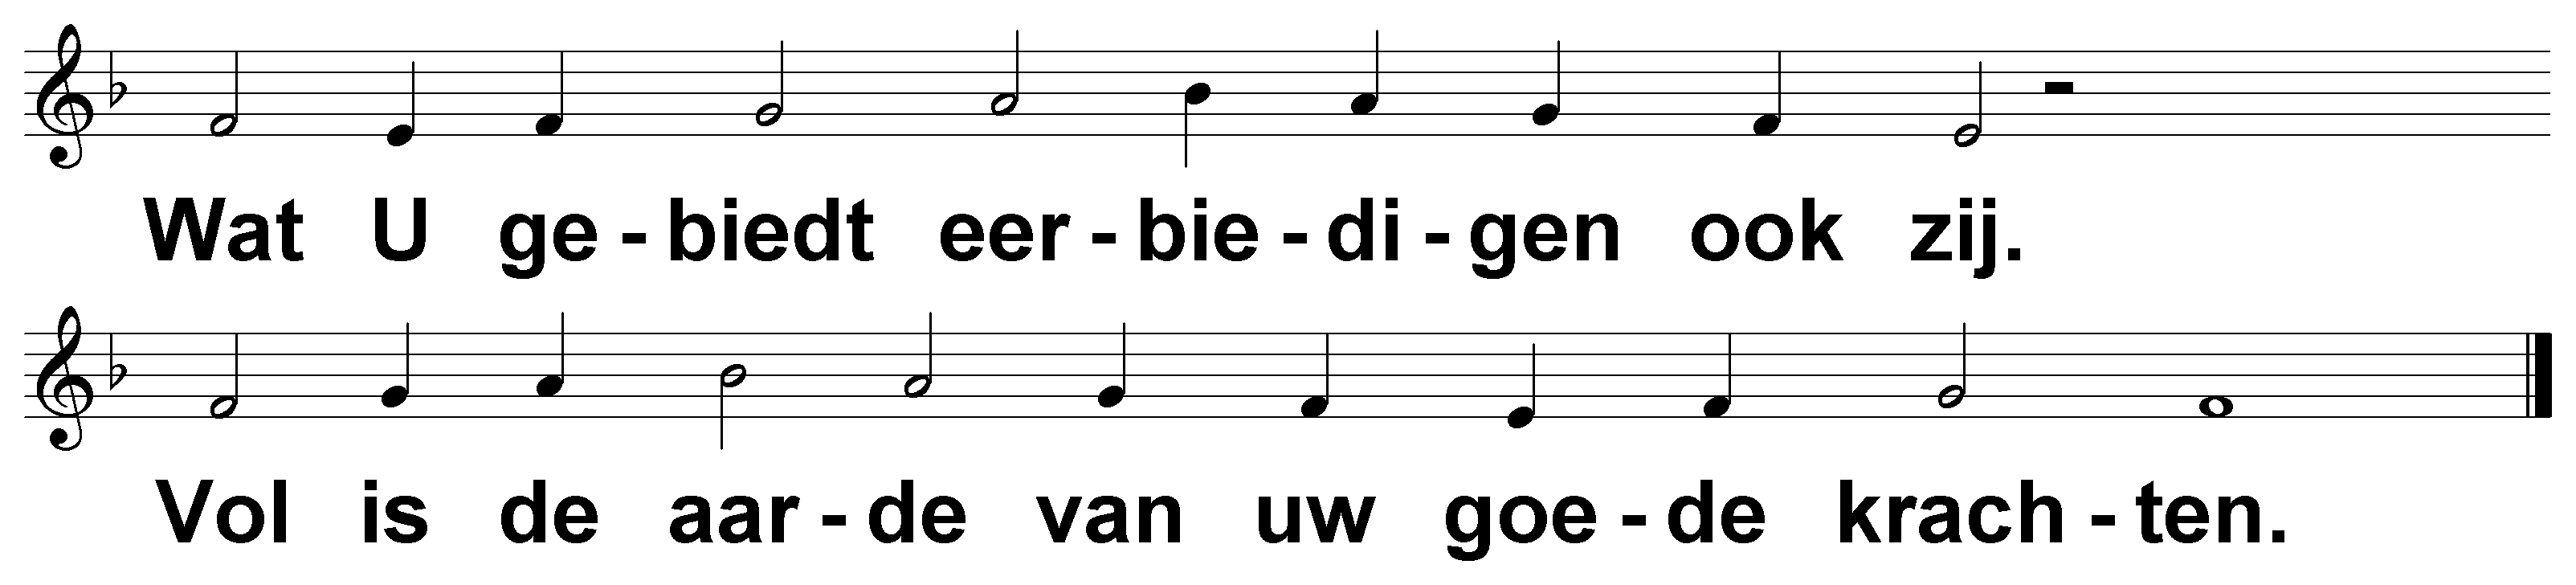 Wat U ge - biedt eer - bie - di - gen ook zij.
Vol is de aar - de van uw goe - de krach - ten.